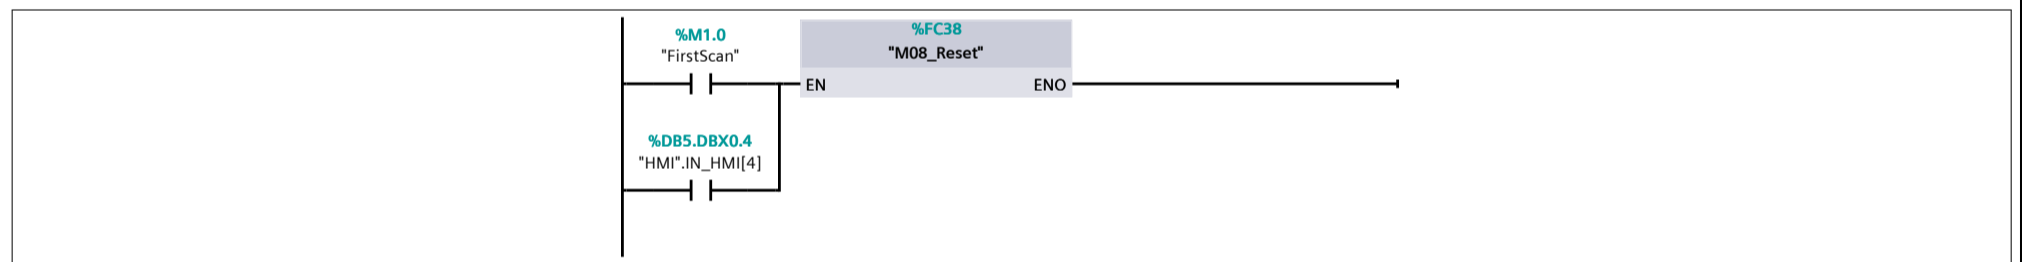 %M1.0
"FirstScan"
%FC38
"M08_Reset"
EN
ENO
%DB5.DBX0.4
"HMI".IN_HMI[4]